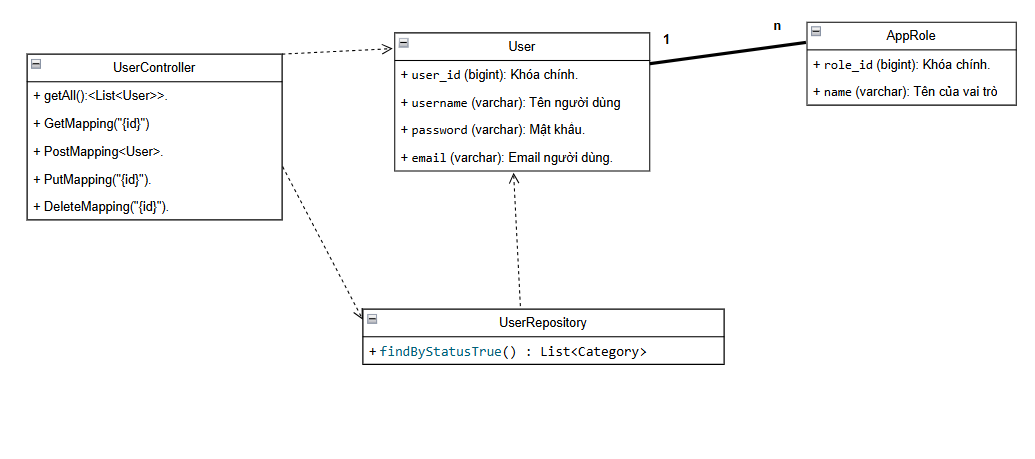 UserController
+ getAll():<List<User>>.
+ GetMapping("{id}")
+ PostMapping<User>.
+ PutMapping("{id}").
+ DeleteMapping("{id}").
User
+ user_id (bigint): Khóa chính.
+ username (varchar): Tên người dùng
+ password (varchar): Mật khẩu.
+ email (varchar): Email người dùng.
1
n
AppRole
+ role_id (bigint): Khóa chính.
+ name (varchar): Tên của vai trò
UserRepository
+ findByStatusTrue() : List<Category>